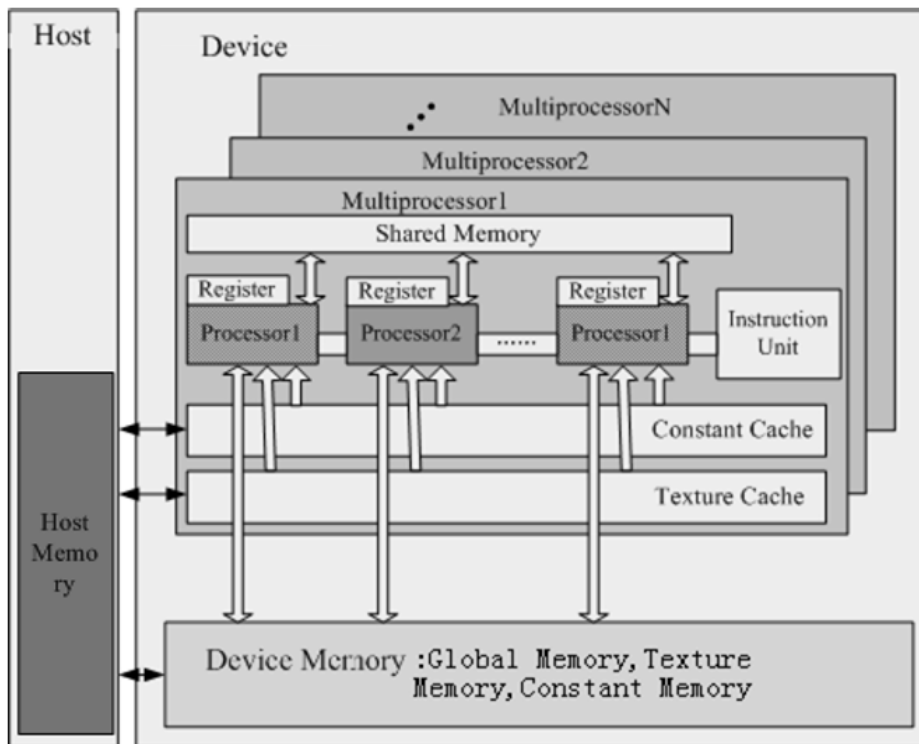 Host
Device
MultiprocessorN
Multiprocessor2
Multiprocessor1
Shared Memory
Register
Register
Register
Processor1
Processor2
......
Processor1
Instruction
Unit
Constant Cache
Texture Cache
Host
Memo
ry
Device Memory :Global Memory,Texture
Memory,Constant Memory